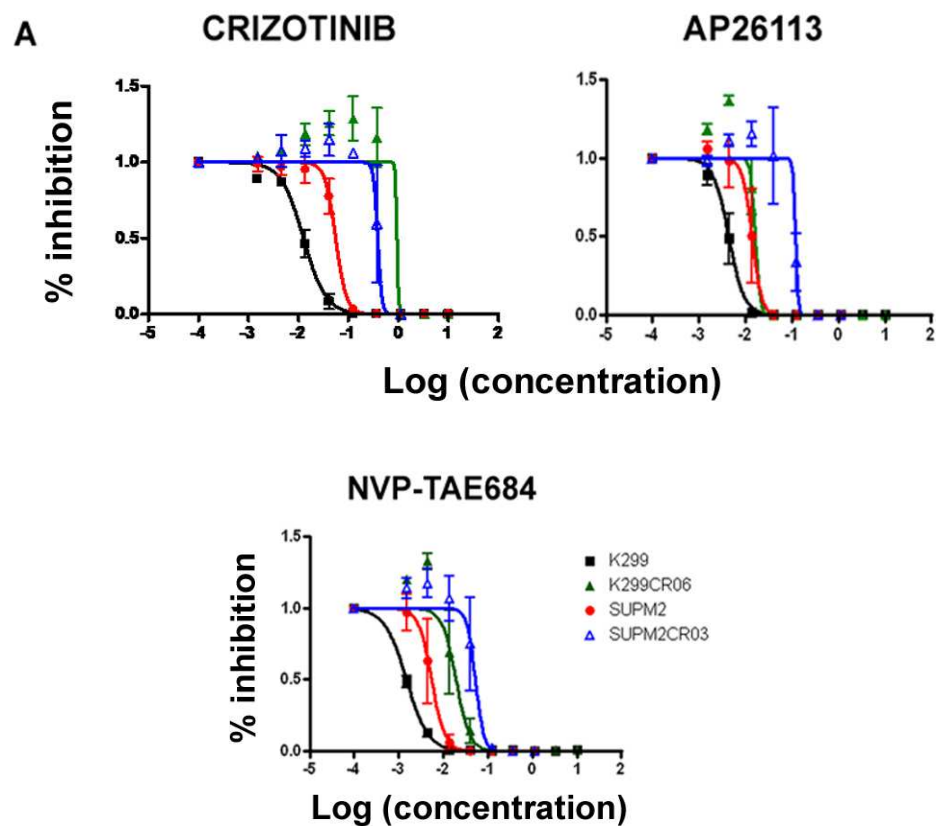 A
CRIZOTINIB
AP26113
% inhibition
1.5
1.0
0.5
0.0
-5 -4 -3 -2 -1 0 1 2
1.5
1.0
0.5
0.0
-5 -4 -3 -2 -1 0 1 2
Log (concentration)
NVP-TAE684
% inhibition
1.5
1.0
0.5
0.0
-5 -4 -3 -2 -1 0 1 2
K299
K299CR06
SUPM2
SUPM2CR03
Log (concentration)